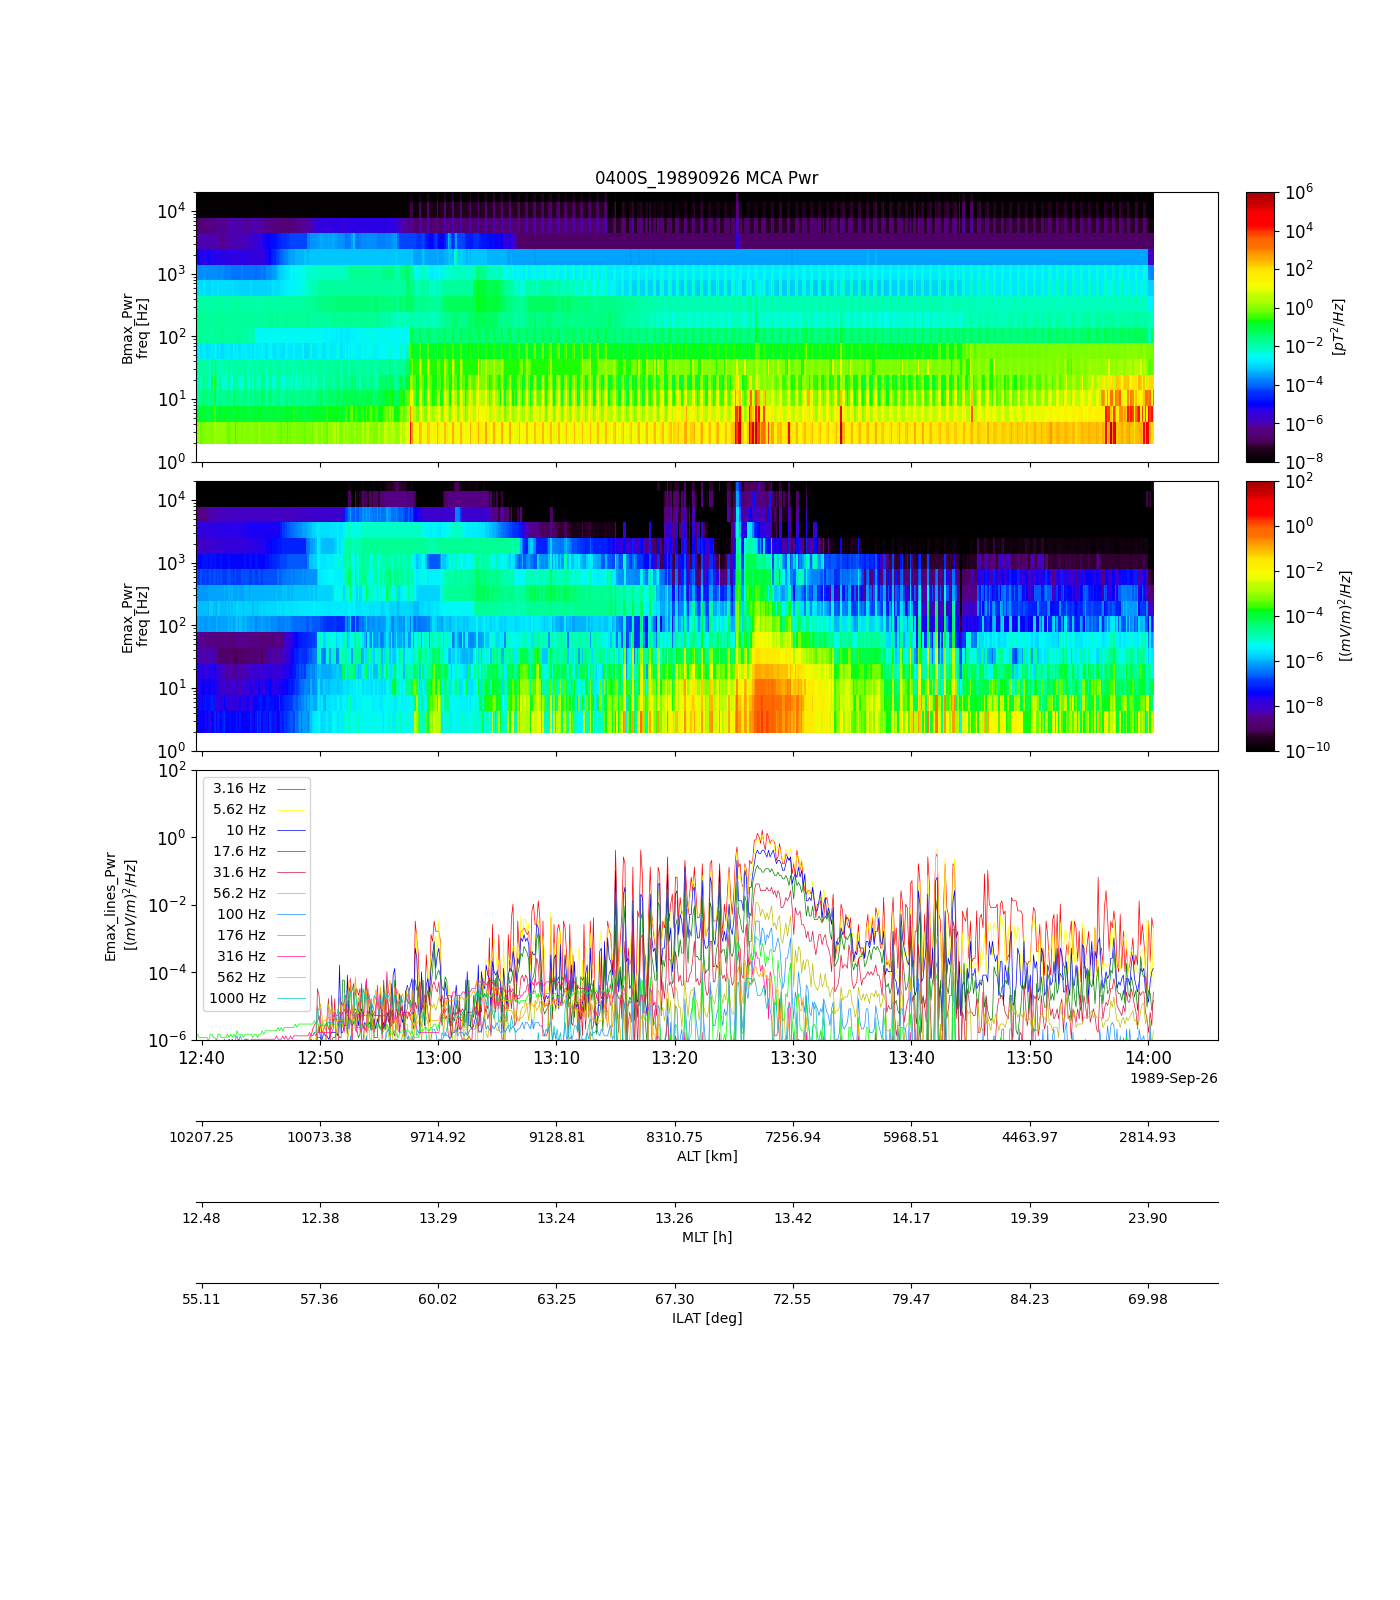 0400S_19890926 MCA Pwr
10^4
10^3
10^2
10^1
10^0
Bmax_Pwr
freq [Hz]
10^6
10^4
10^2
10^0
10^-2
10^-4
10^-6
10^-8
[pT^2/Hz]
10^4
10^3
10^2
10^1
10^0
Emax_Pwr
freq [Hz]
10^2
10^0
10^-2
10^-4
10^-6
10^-8
10^-10
[(mV/m)^2/Hz]
10^2
10^0
10^-2
10^-4
10^-6
Emax_lines_Pwr
[(mV/m)^2/Hz]
3.16 Hz
5.62 Hz
10 Hz
17.6 Hz
31.6 Hz
56.2 Hz
100 Hz
176 Hz
316 Hz
562 Hz
1000 Hz
12:40 12:50 13:00 13:10 13:20 13:30 13:40 13:50 14:00
1989-Sep-26
10207.25 10073.38 9714.92 9128.81 8310.75 7256.94 5968.51 4463.97 2814.93
ALT [km]
12.48 12.38 13.29 13.24 13.26 13.42 14.17 19.39 23.90
MLT [h]
55.11 57.36 60.02 63.25 67.30 72.55 79.47 84.23 69.98
ILAT [deg]